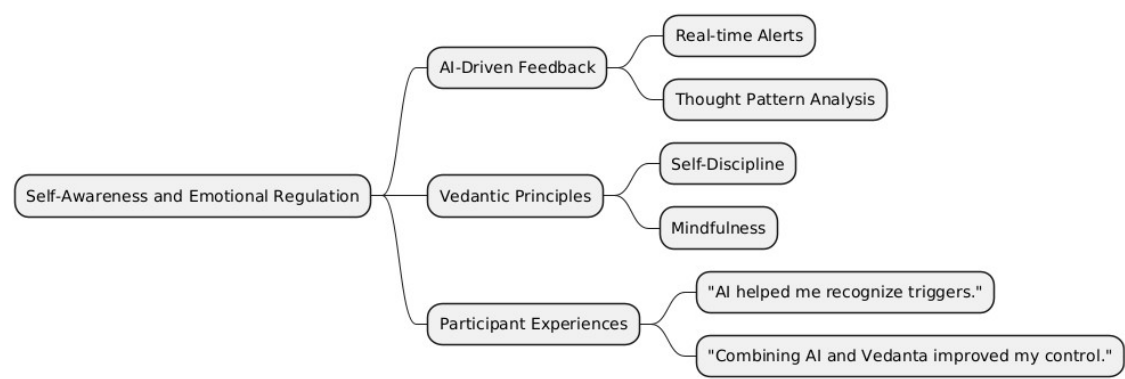 Self-Awareness and Emotional Regulation
AI-Driven Feedback
Real-time Alerts
Thought Pattern Analysis
Vedantic Principles
Self-Discipline
Mindfulness
Participant Experiences
"AI helped me recognize triggers."
"Combining AI and Vedanta improved my control."